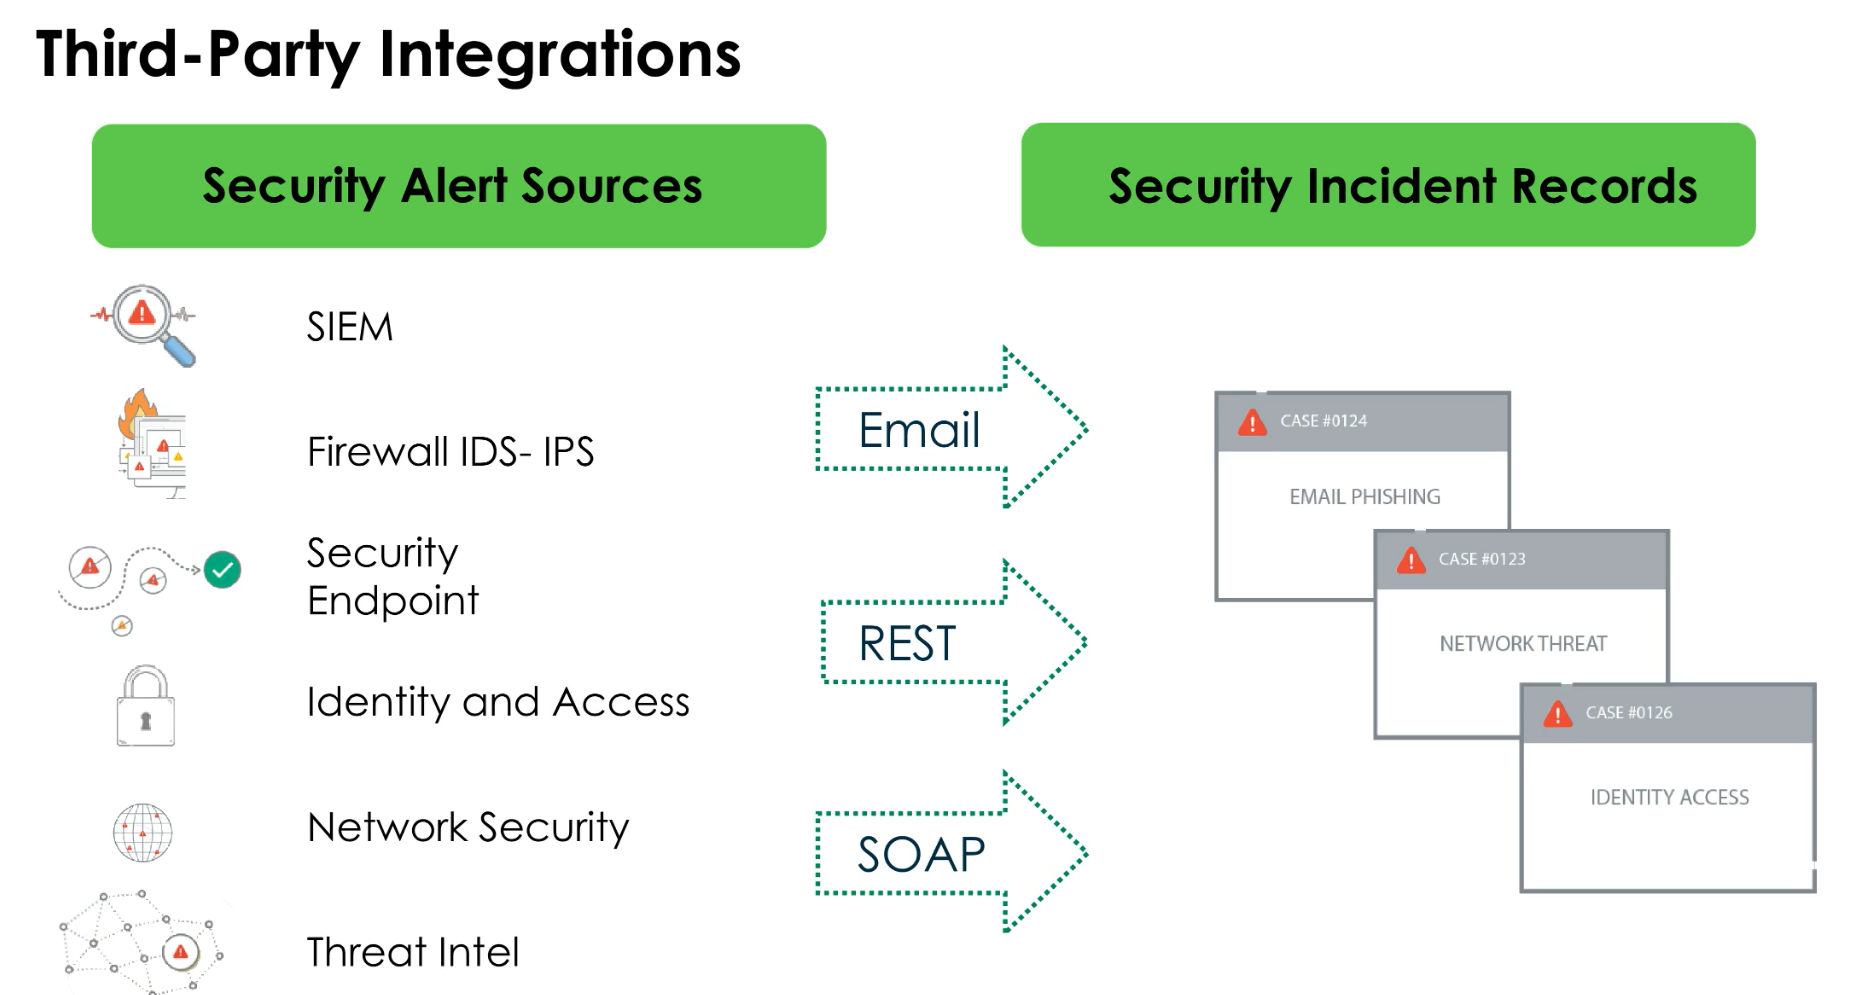 Third-Party Integrations
Security Alert Sources
Security Incident Records
SIEM
Firewall IDS- IPS
Security
Endpoint
Identity and Access
Network Security
Threat Intel
Email
REST
SOAP
CASE #0124
EMAIL PHISHING
CASE #0123
NETWORK THREAT
CASE #0126
IDENTITY ACCESS